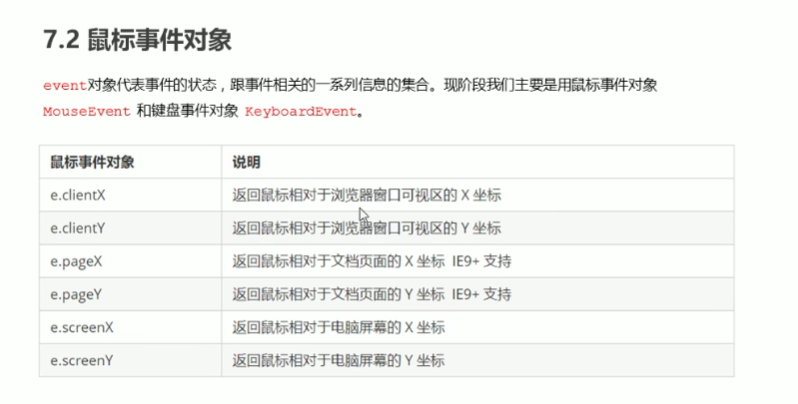 7.2 鼠标事件对象
event对象代表事件的状态，跟事件相关的一系列信息的集合。现阶段我们主要是用鼠标事件对象
MouseEvent 和键盘事件对象 KeyboardEvent。
鼠标事件对象 说明
e.clientX 返回鼠标相对于浏览器窗口可视区的 X 坐标
e.clientY 返回鼠标相对于浏览器窗口可视区的 Y 坐标
e.pageX 返回鼠标相对于文档页面的 X 坐标 IE9+ 支持
e.pageY 返回鼠标相对于文档页面的 Y 坐标 IE9+ 支持
e.screenX 返回鼠标相对于电脑屏幕的 X 坐标
e.screenY 返回鼠标相对于电脑屏幕的 Y 坐标